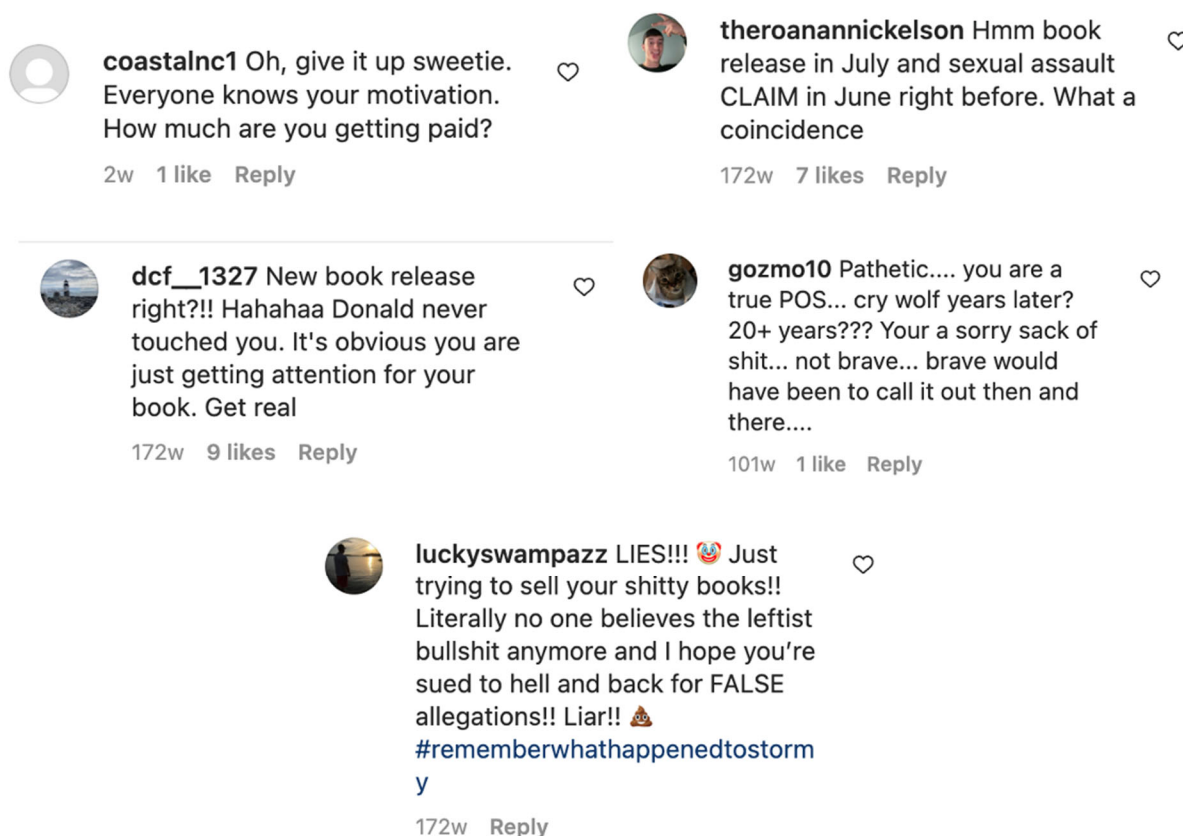 coastalnc1 Oh, give it up sweetie.
Everyone knows your motivation.
How much are you getting paid?
2w 1 like Reply
theroanannickelson Hmm book
release in July and sexual assault
CLAIM in June right before. What a
coincidence
172w 7 likes Reply
dcf__1327 New book release
right?!! Hahahaa Donald never
touched you. It's obvious you are
just getting attention for your
book. Get real
172w 9 likes Reply
gozmo10 Pathetic.... you are a
true POS... cry wolf years later?
20+ years??? Your a sorry sack of
shit... not brave... brave would
have been to call it out then and
there....
101w 1 like Reply
luckyswampazz LIES!!! 🤡 Just
trying to sell your shitty books!!
Literally no one believes the leftist
bullshit anymore and I hope you’re
sued to hell and back for FALSE
allegations!! Liar!! 💩
#rememberwhathappenedtostorm
y
172w Reply